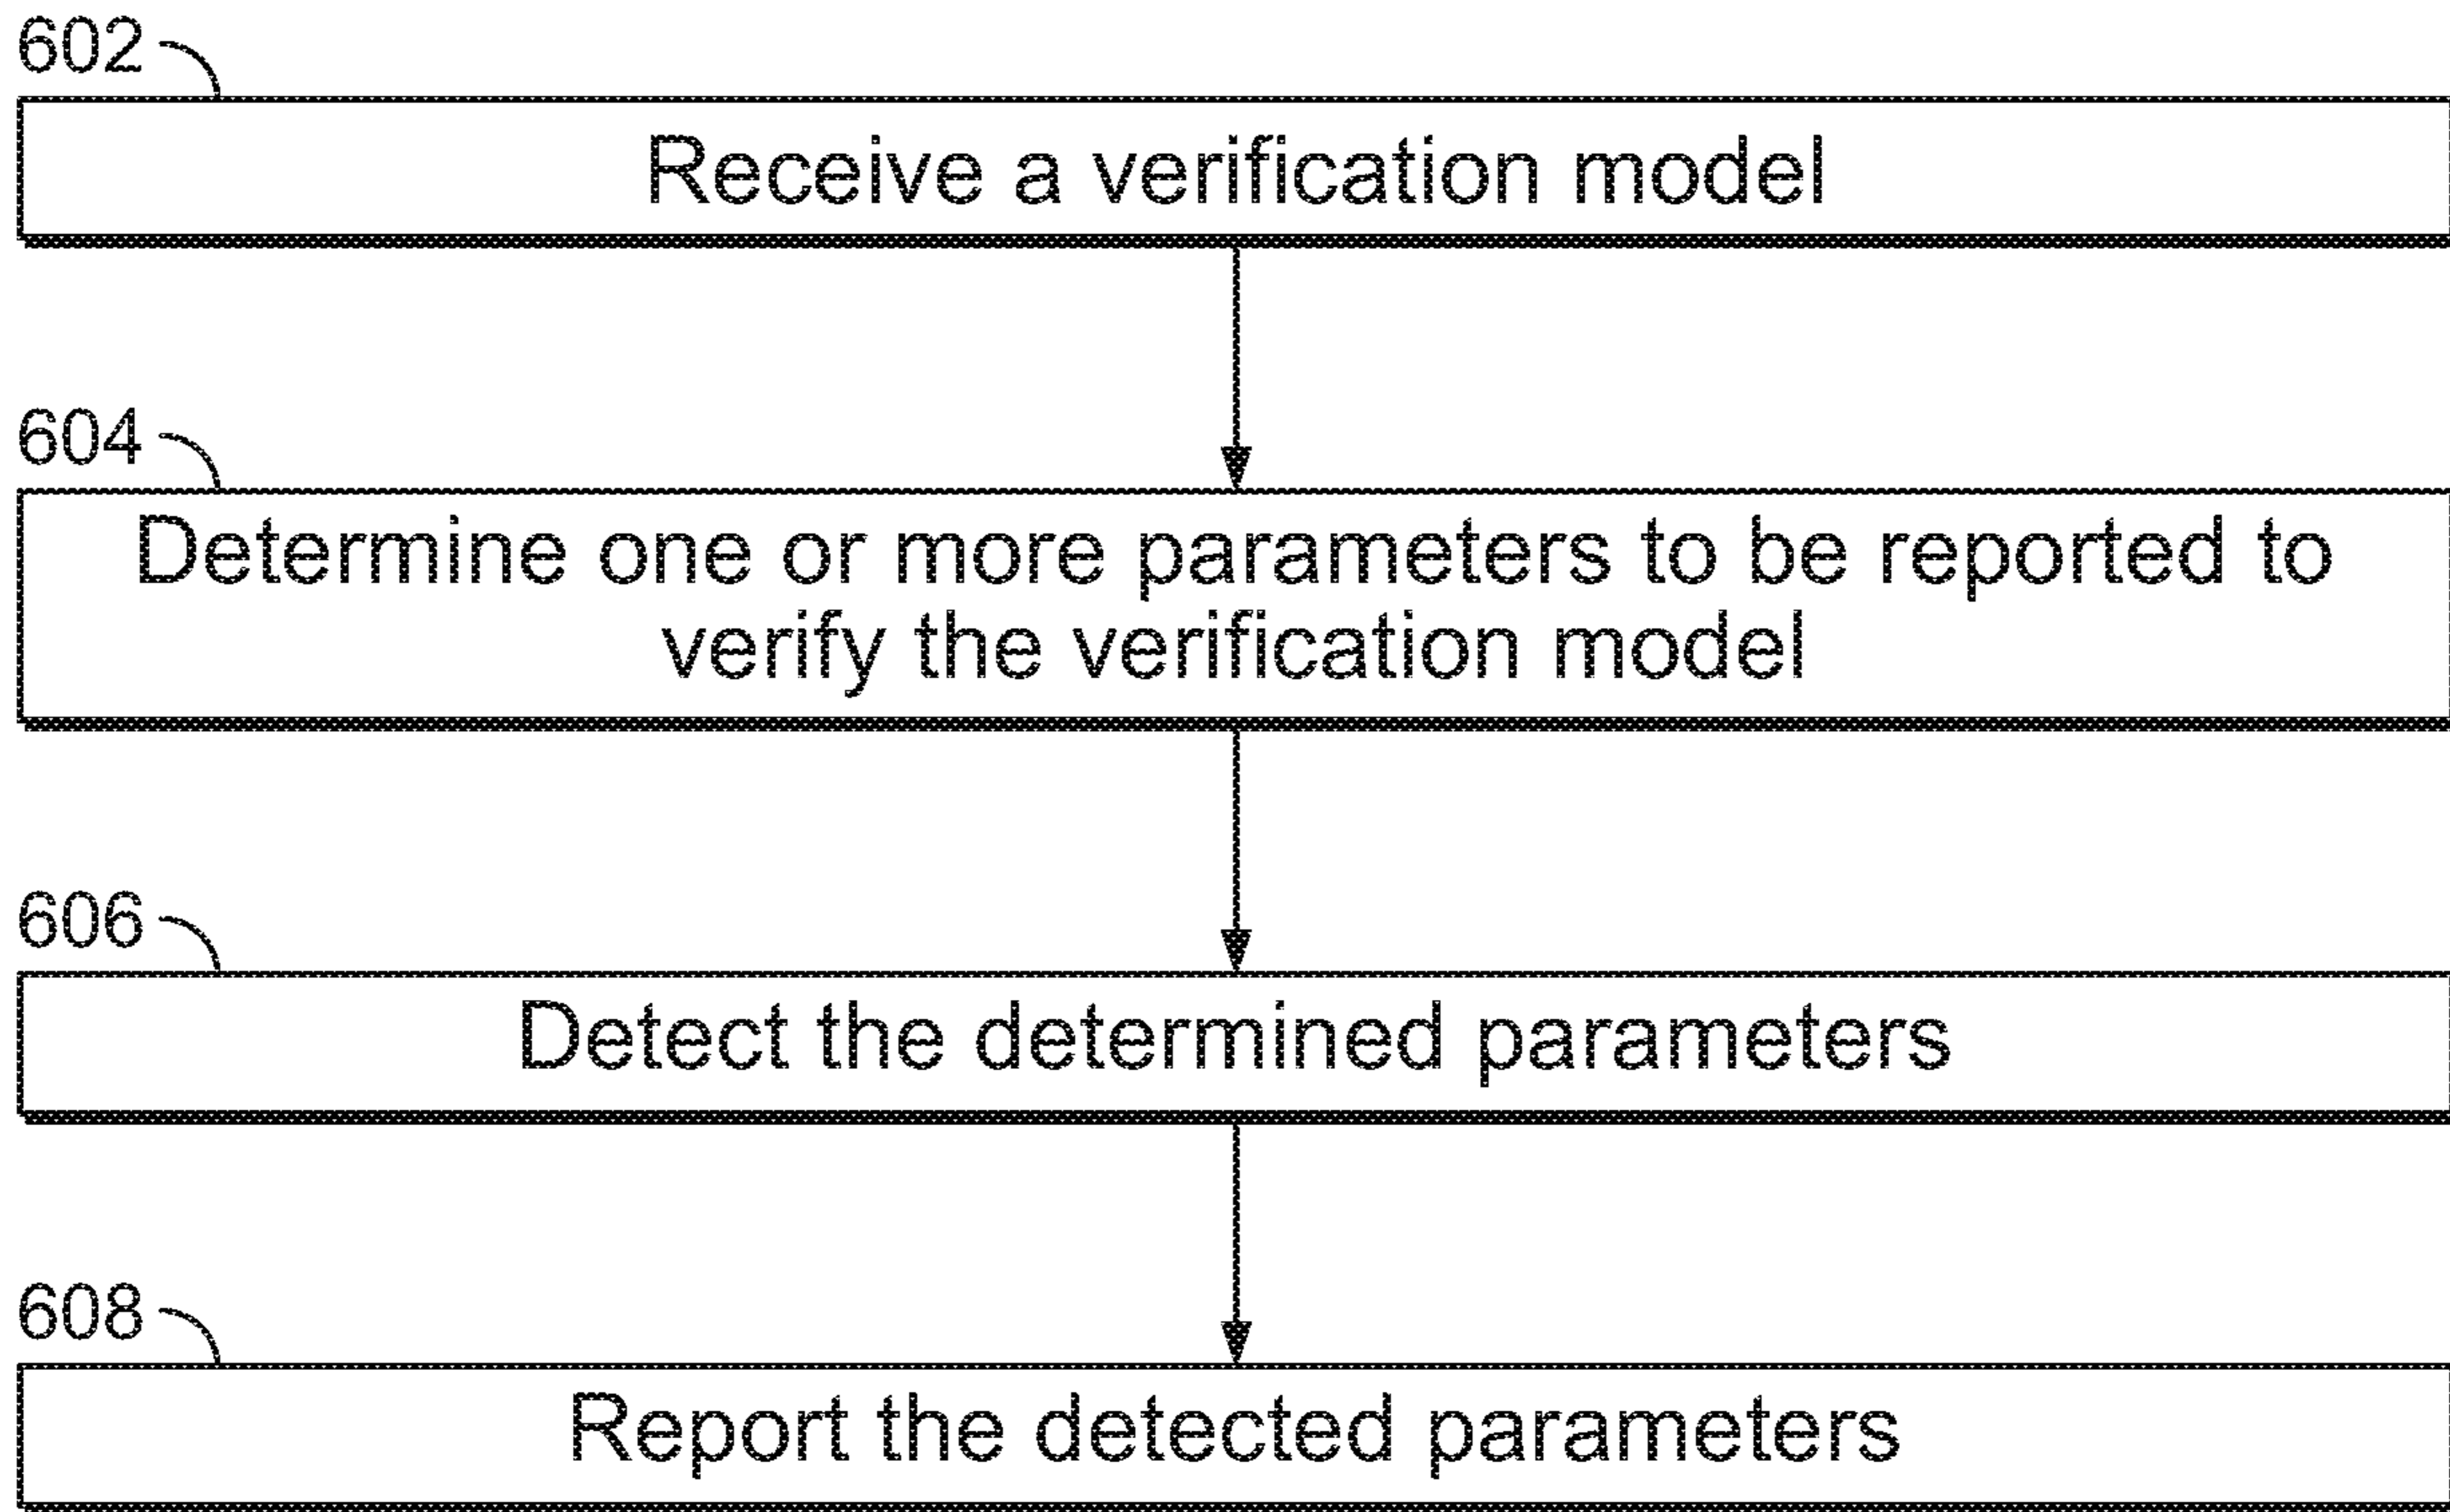 602
Receive a verification model
604
Determine one or more parameters to be reported to
verify the verification model
606
Detect the determined parameters
608
Report the detected parameters